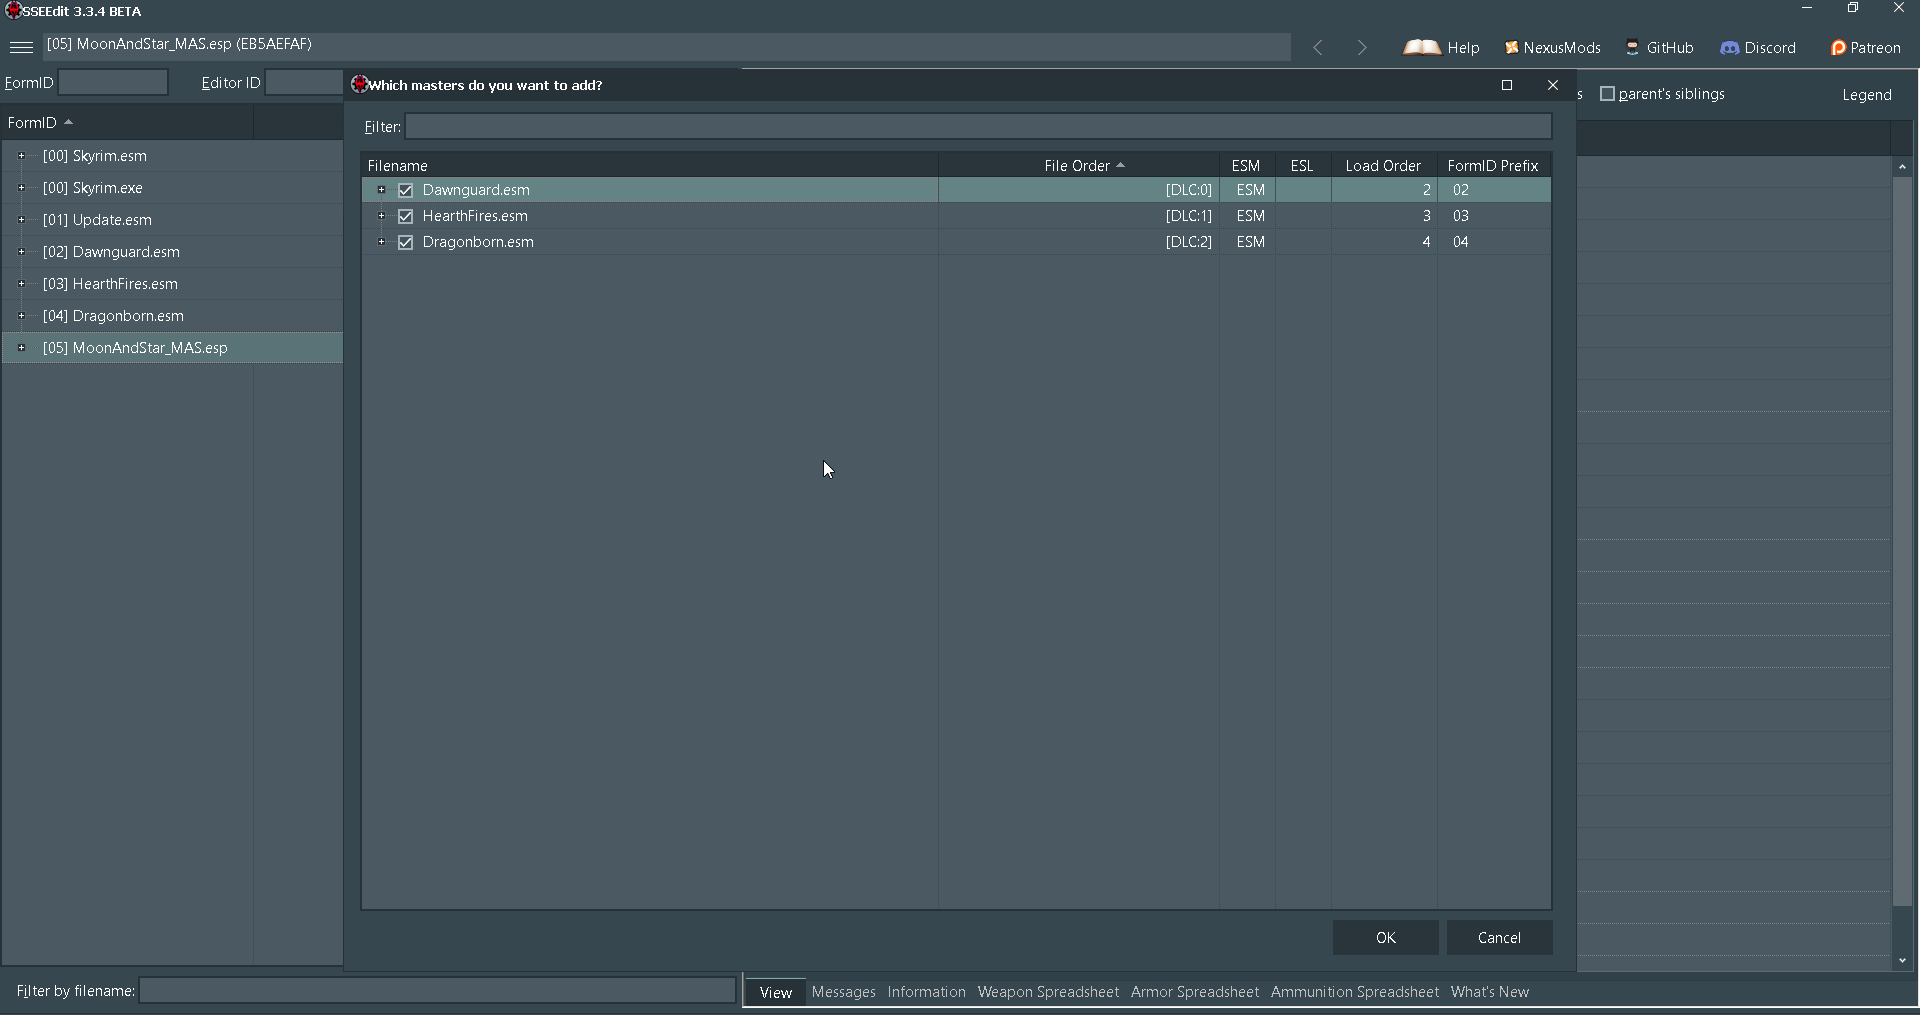 SSEEdit 3.3.4 BETA
[05] MoonAndStar_MAS.esp (EB5AEFAF)
Help
NexusMods
GitHub
Discord
Patreon
FormID
Editor ID
Which masters do you want to add?
s
parent's siblings
Legend
FormID
[00] Skyrim.esm
[00] Skyrim.exe
[01] Update.esm
[02] Dawnguard.esm
[03] HearthFires.esm
[04] Dragonborn.esm
[05] MoonAndStar_MAS.esp
Filter:
Filename File Order ESM ESL Load Order FormID Prefix
Dawnguard.esm [DLC:0] ESM 2 02
HearthFires.esm [DLC:1] ESM 3 03
Dragonborn.esm [DLC:2] ESM 4 04
OK
Cancel
Filter by filename:
View Messages Information Weapon Spreadsheet Armor Spreadsheet Ammunition Spreadsheet What's New